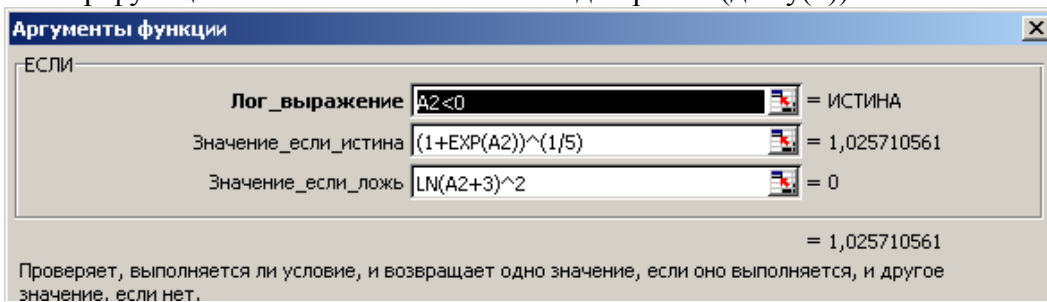 Аргументы функции
ЕСЛИ
Лог_выражение A2<0 = ИСТИНА
Значение_если_истина (1+EXP(A2))^(1/5) = 1,025710561
Значение_если_ложь LN(A2+3)^2 = 0
= 1,025710561
Проверяет, выполняется ли условие, и возвращает одно значение, если оно выполняется, и другое
значение, если нет.